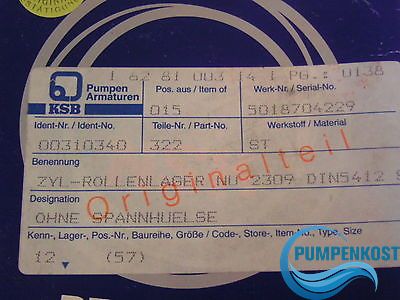 ORIGINAL
1 62 81 003 14 1 PG.: U138
KSB
Pumpen
Armaturen
Pos. aus / Item of
015
Werk-Nr / Serial-No.
5018704229
Ident-Nr. / Ident-No.
00310340
Teile-Nr. / Part-No.
322
Werkstoff / Material
ST
Benennung
ZYL-ROLLENLAGER NU 2309 DIN5412
Designation
OHNE SPANNHUELSE
Originalteil
Kenn-, Lager-, Pos.-Nr., Baureihe, Größe / Code-, Store-, Item-No., Type, Size
12 (57)
PUMPENKOST